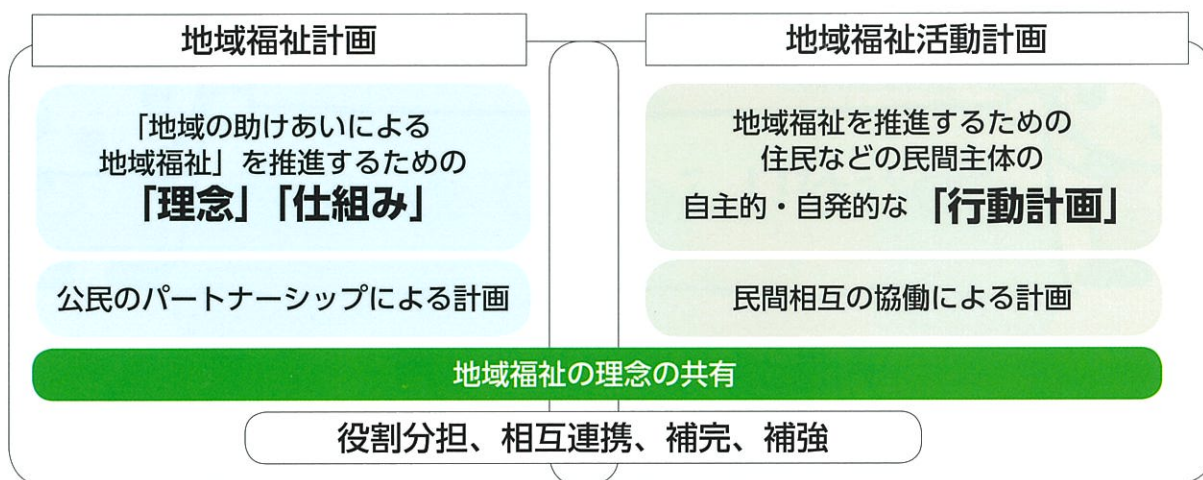 地域福祉計画
「地域の助けあいによる
地域福祉」を推進するための
「理念」「仕組み」
公民のパートナーシップによる計画
地域福祉活動計画
地域福祉を推進するための
住民などの民間主体の
自主的・自発的な「行動計画」
民間相互の協働による計画
地域福祉の理念の共有
役割分担、相互連携、補完、補強